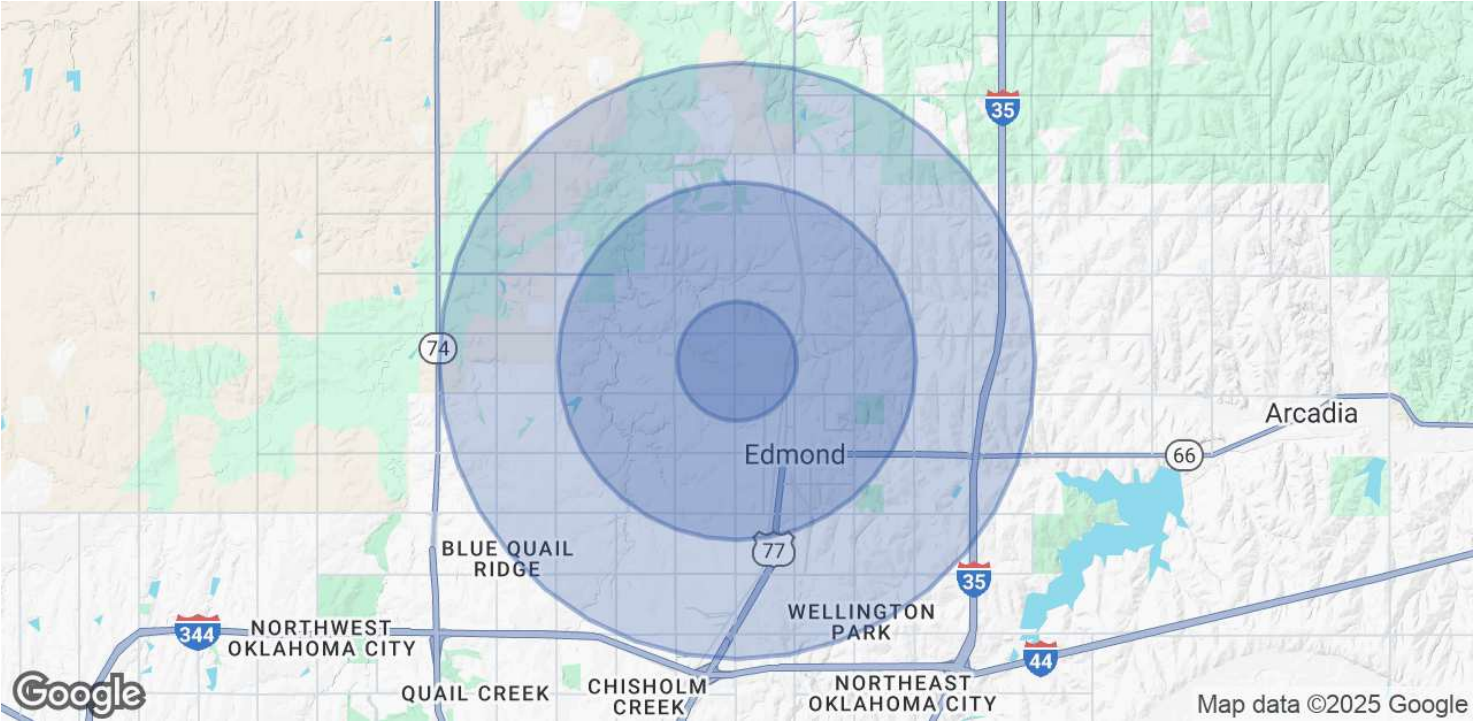 35
74
Arcadia
Edmond
66
BLUE QUAIL
RIDGE
77
35
WELLINGTON
PARK
344
NORTHWEST
OKLAHOMA CITY
44
QUAIL CREEK
CHISHOLM
CREEK
NORTHEAST
OKLAHOMA CITY
Google
Map data ©2025 Google